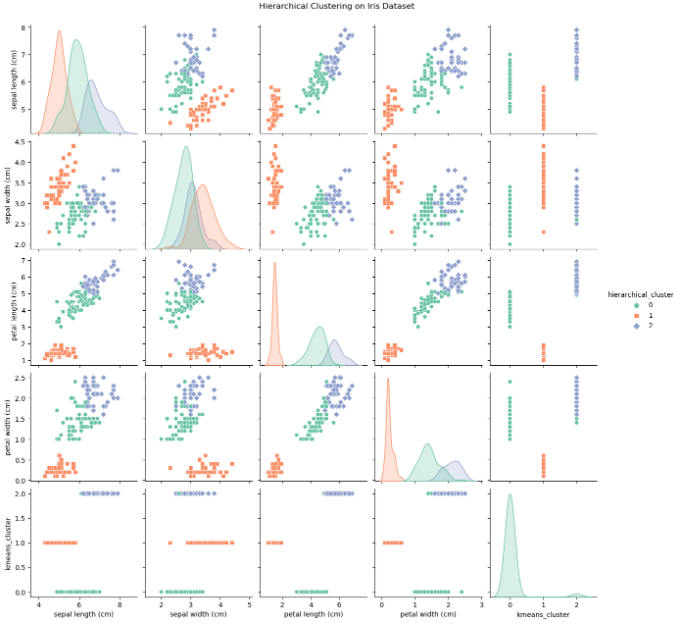 Hierarchical Clustering on Iris Dataset
sepal length (cm)
8
7
6
5
sepal width (cm)
4.5
4.0
3.5
3.0
2.5
2.0
petal length (cm)
7
6
5
4
3
2
1
hierarchical_cluster
0
1
2
petal width (cm)
2.5
2.0
1.5
1.0
0.5
0.0
kmeans_cluster
2.0
1.5
1.0
0.5
0.0
4 6 8
2 3 4 5
2 4 6
0 1 2 3
0 1 2
sepal length (cm) sepal width (cm) petal length (cm) petal width (cm) kmeans_cluster